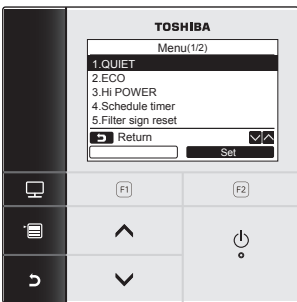 TOSHIBA
Menu(1/2)
1.QUIET
2.ECO
3.Hi POWER
4.Schedule timer
5.Filter sign reset
Return
Set
F1 F2